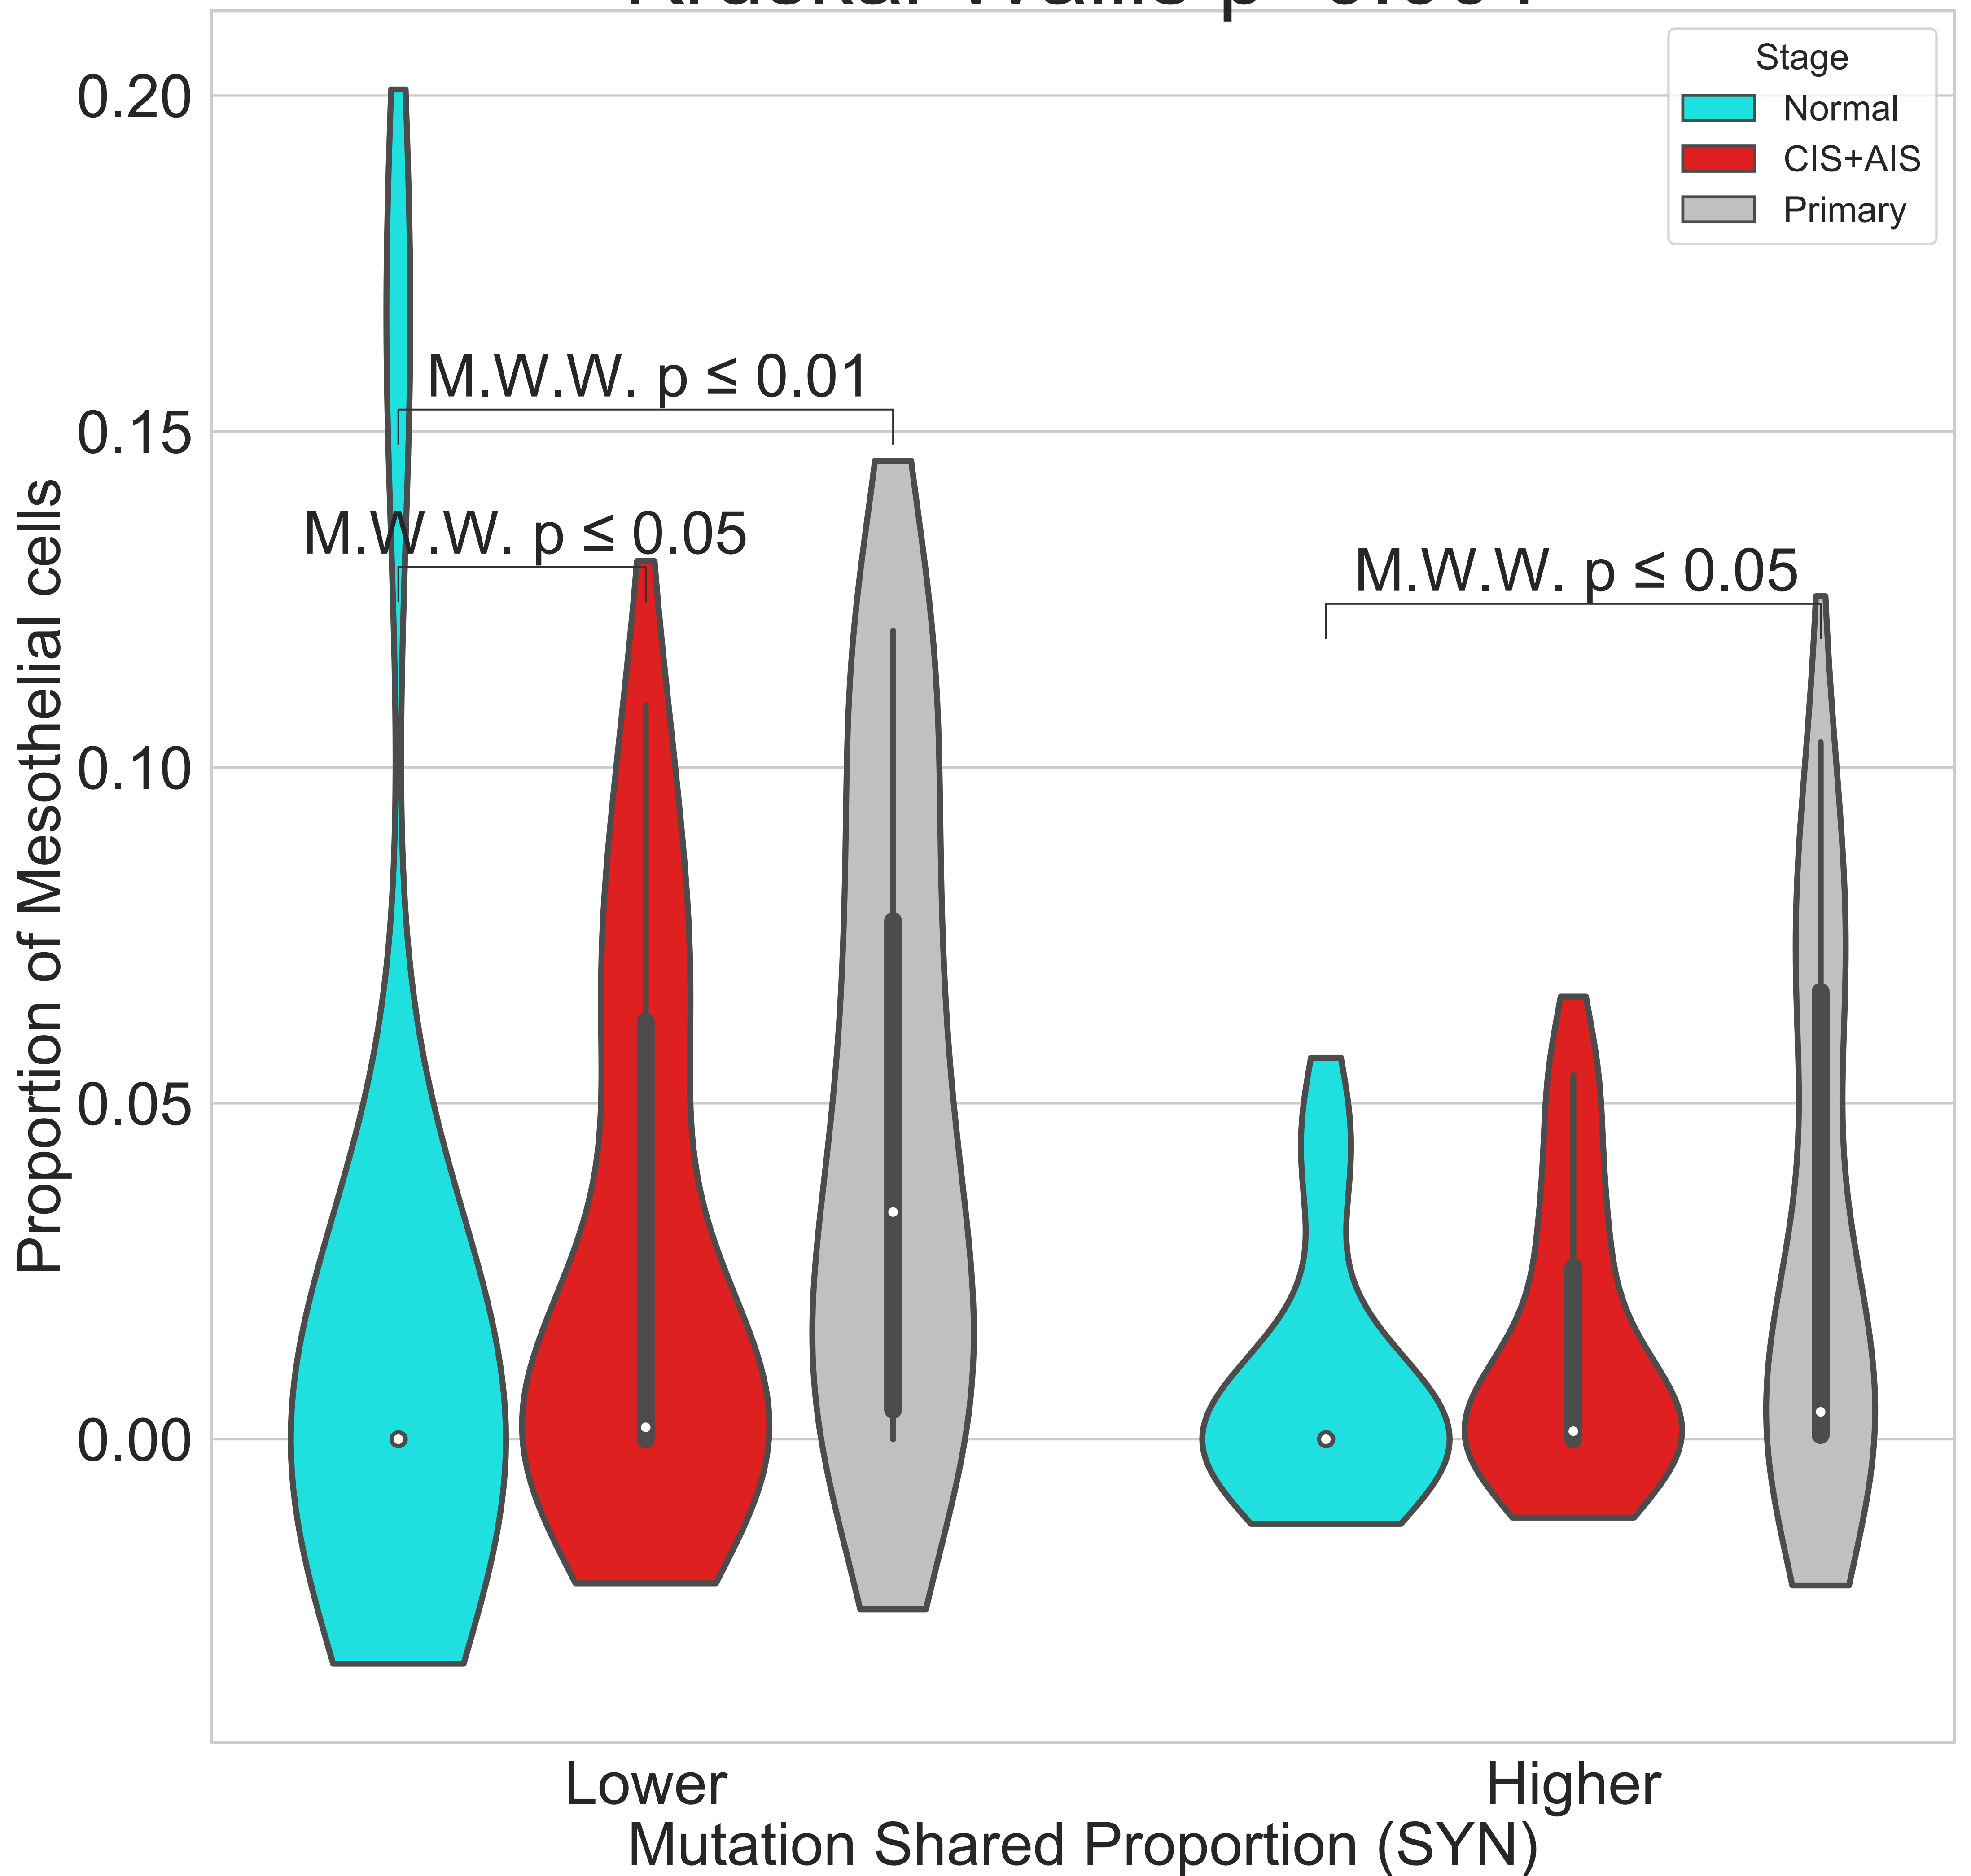 Stage
Normal
CIS+AIS
Primary
0.20
0.15
0.10
0.05
0.00
Proportion of Mesothelial cells
M.W.W. p ≤ 0.01
M.W.W. p ≤ 0.05
M.W.W. p ≤ 0.05
Lower
Higher
Mutation Shared Proportion (SYN)